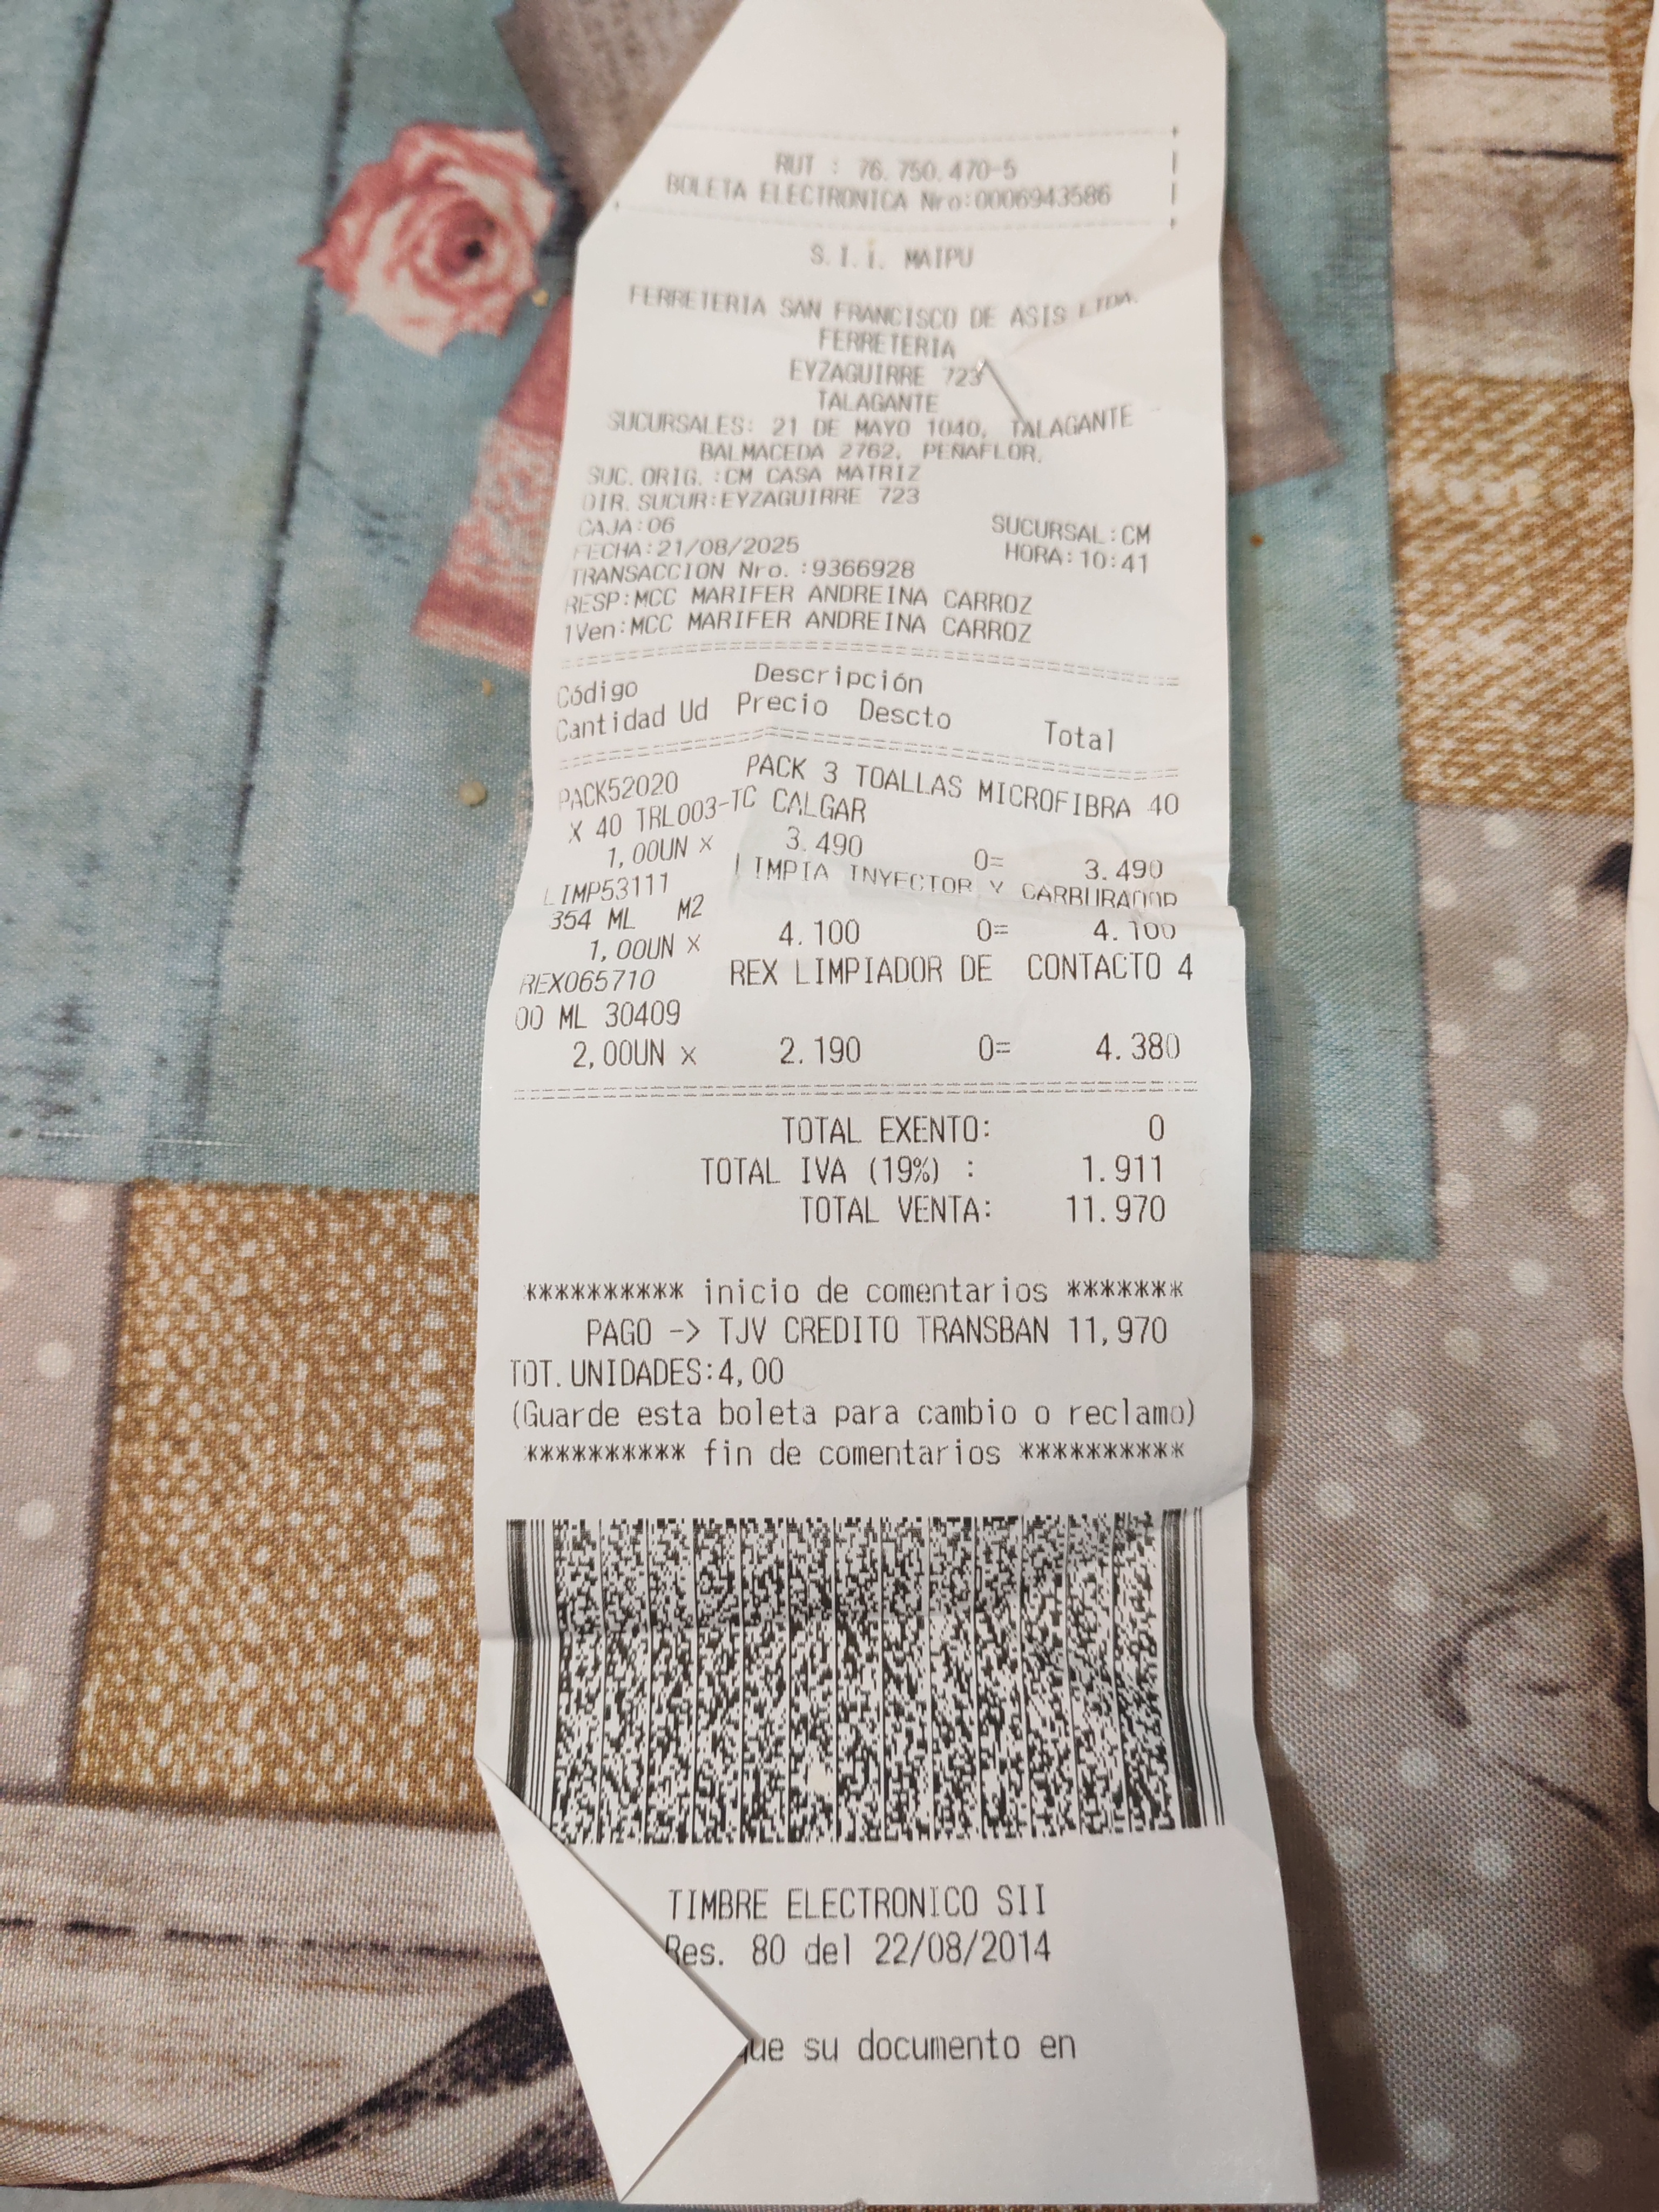 RUT : 76.750.470-5
BOLETA ELECTRONICA Nro:0006943586
S.I.I. MAIPU
FERRETERIA SAN FRANCISCO DE ASIS LTDA.
FERRETERIA
EYZAGUIRRE 723
TALAGANTE
SUCURSALES: 21 DE MAYO 1040, TALAGANTE
BALMACEDA 2762, PEÑAFLOR.
SUC.ORIG. :CM CASA MATRIZ
DIR.SUCUR:EYZAGUIRRE 723
CAJA:06 SUCURSAL:CM
FECHA:21/08/2025 HORA:10:41
TRANSACCION Nro. :9366928
RESP:MCC MARIFER ANDREINA CARROZ
1Ven:MCC MARIFER ANDREINA CARROZ
Código Descripción
Cantidad Ud Precio Descto Total
PACK52020 PACK 3 TOALLAS MICROFIBRA 40
X 40 TRL003-TC CALGAR
1,00UN x 3.490 0= 3.490
LIMP53111 LIMPIA INYECTOR Y CARBURADOR
354 ML M2
1,00UN x 4.100 0= 4.100
REX065710 REX LIMPIADOR DE CONTACTO 4
00 ML 30409
2,00UN x 2.190 0= 4.380
TOTAL EXENTO: 0
TOTAL IVA (19%) : 1.911
TOTAL VENTA: 11.970
********** inicio de comentarios *******
PAGO -> TJV CREDITO TRANSBAN 11,970
TOT.UNIDADES:4,00
(Guarde esta boleta para cambio o reclamo)
********** fin de comentarios **********
TIMBRE ELECTRONICO SII
Res. 80 del 22/08/2014
que su documento en